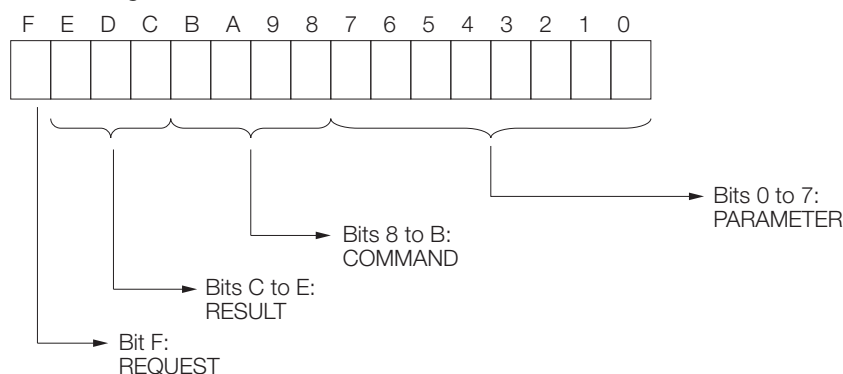 F E D C B A 9 8 7 6 5 4 3 2 1 0
Bits 0 to 7:
PARAMETER
Bits 8 to B:
COMMAND
Bits C to E:
RESULT
Bit F:
REQUEST